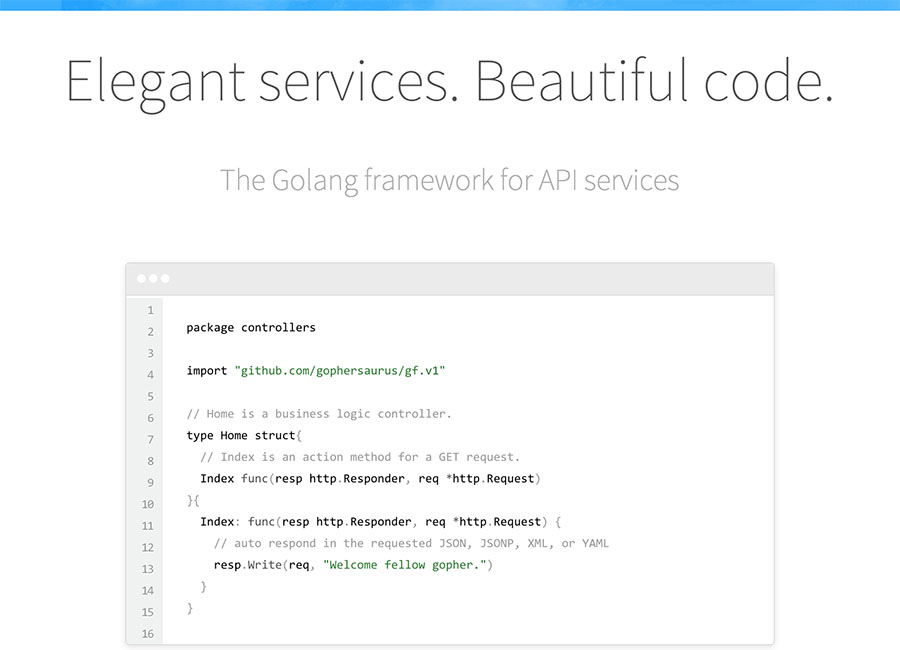 Elegant services. Beautiful code.
The Golang framework for API services
1
2 package controllers
3
4 import "github.com/gophersaurus/gf.v1"
5
6 // Home is a business logic controller.
7 type Home struct{
8 // Index is an action method for a GET request.
9 Index func(resp http.Responder, req *http.Request)
10 }{
11 Index: func(resp http.Responder, req *http.Request) {
12 // auto respond in the requested JSON, JSONP, XML, or YAML
13 resp.Write(req, "Welcome fellow gopher.")
14 }
15 }
16